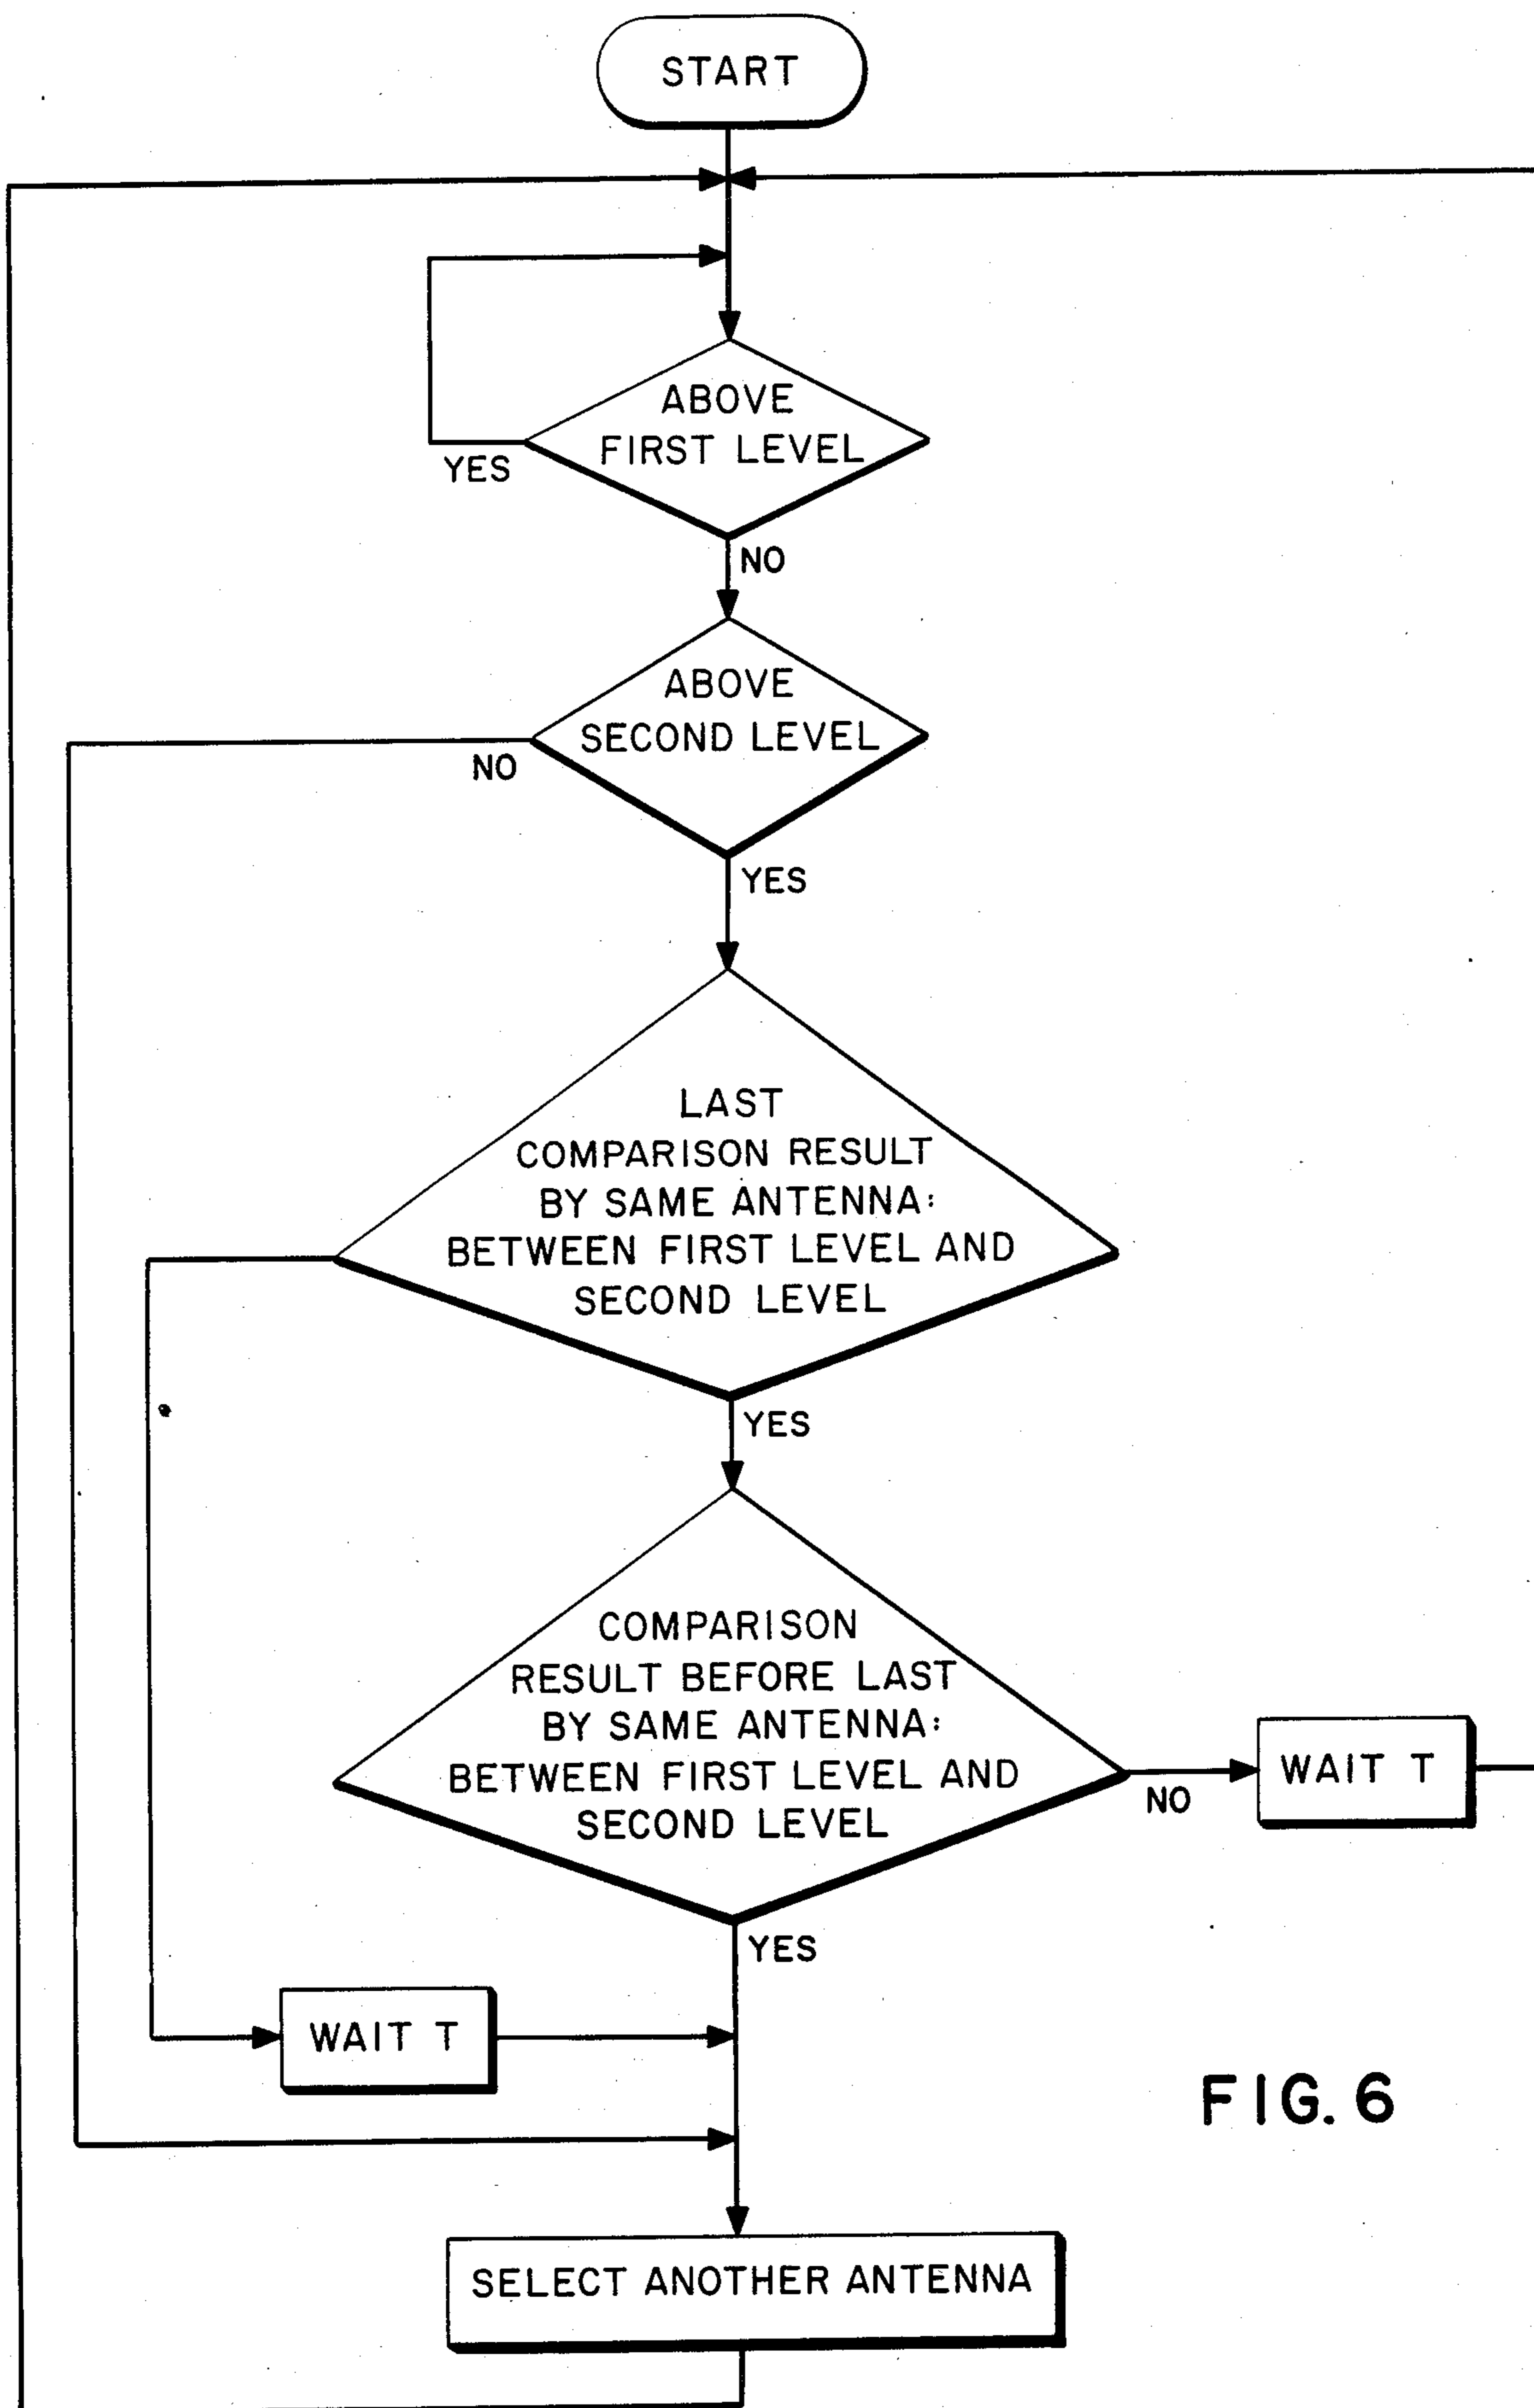 START
ABOVE
FIRST LEVEL
YES
NO
ABOVE
SECOND LEVEL
NO
YES
LAST
COMPARISON RESULT
BY SAME ANTENNA:
BETWEEN FIRST LEVEL AND
SECOND LEVEL
YES
COMPARISON
RESULT BEFORE LAST
BY SAME ANTENNA:
BETWEEN FIRST LEVEL AND
SECOND LEVEL
NO
WAIT T
YES
WAIT T
FIG. 6
SELECT ANOTHER ANTENNA